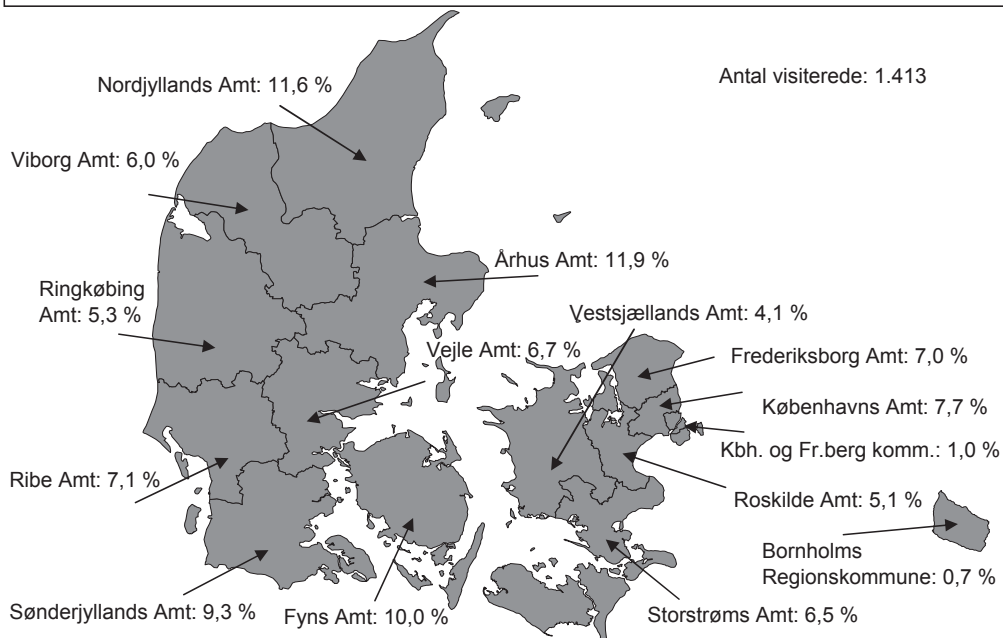 Nordjyllands Amt: 11,6 %
Antal visiterede: 1.413
Viborg Amt: 6,0 %
Århus Amt: 11,9 %
Ringkøbing
Amt: 5,3 %
Vestsjællands Amt: 4,1 %
Vejle Amt: 6,7 %
Frederiksborg Amt: 7,0 %
Københavns Amt: 7,7 %
Kbh. og Fr.berg komm.: 1,0 %
Ribe Amt: 7,1 %
Roskilde Amt: 5,1 %
Bornholms
Regionskommune: 0,7 %
Sønderjyllands Amt: 9,3 %
Fyns Amt: 10,0 %
Storstrøms Amt: 6,5 %